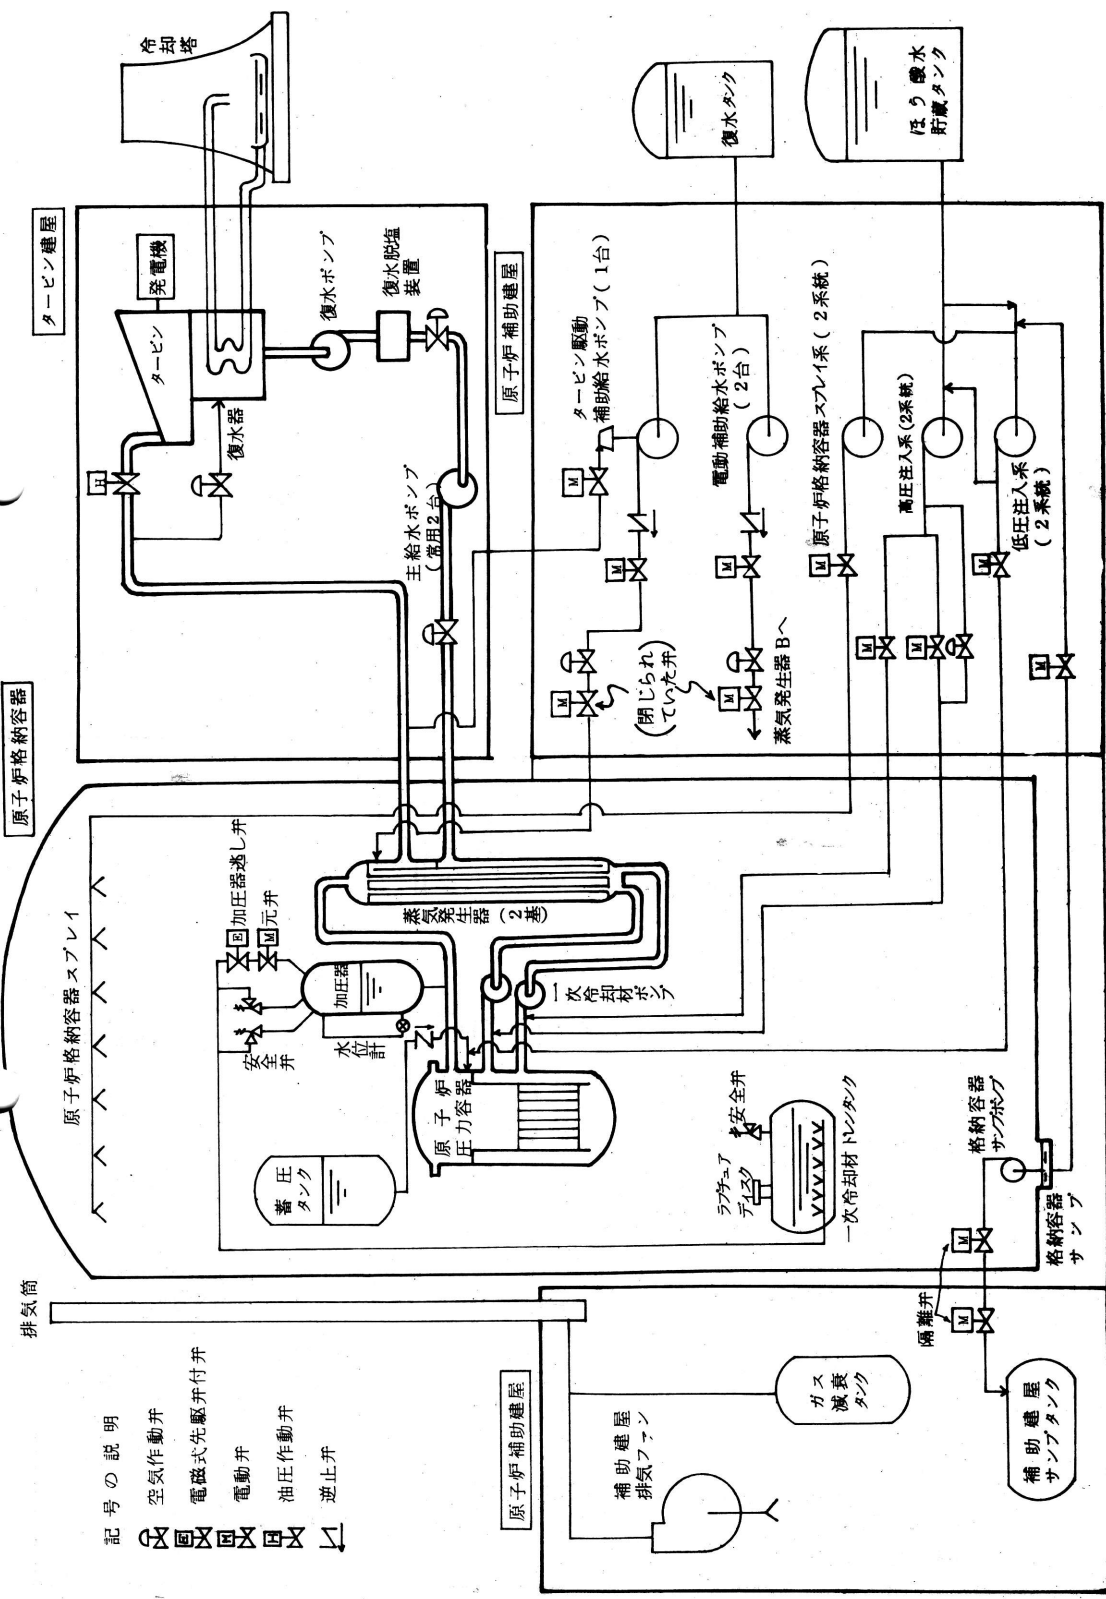 冷却塔
タービン建屋
発電機
タービン
復水器
復水ポンプ
復水脱塩
装置
主給水ポンプ
(常用2台)
復水タンク
ほう酸水
貯蔵タンク
原子炉補助建屋
タービン駆動
補助給水ポンプ(1台)
電動補助給水ポンプ
(2台)
原子炉格納容器スプレイ系(2系統)
高圧注入系(2系統)
低圧注入系
(2系統)
(閉じられ
ていた弁)
蒸気発生器Bへ
原子炉格納容器
原子炉格納容器スプレイ
加圧器逃し弁
元弁
安全弁
加圧器
水位計
蒸気発生器(2基)
一次冷却材ポンプ
原子炉
圧力容器
蓄圧
タンク
安全弁
ラプチュア
ディスク
一次冷却材ドレンタンク
格納容器
サンプポンプ
格納容器
サンプ
隔離弁
排気筒
原子炉補助建屋
補助建屋
排気ファン
ガス
減衰
タンク
補助建屋
サンプタンク
記号の説明
空気作動弁
E 電磁式先駆弁付弁
M 電動弁
H 油圧作動弁
逆止弁
H
M
M
M
M
M
M
M
M
M
M
E
M
M
M